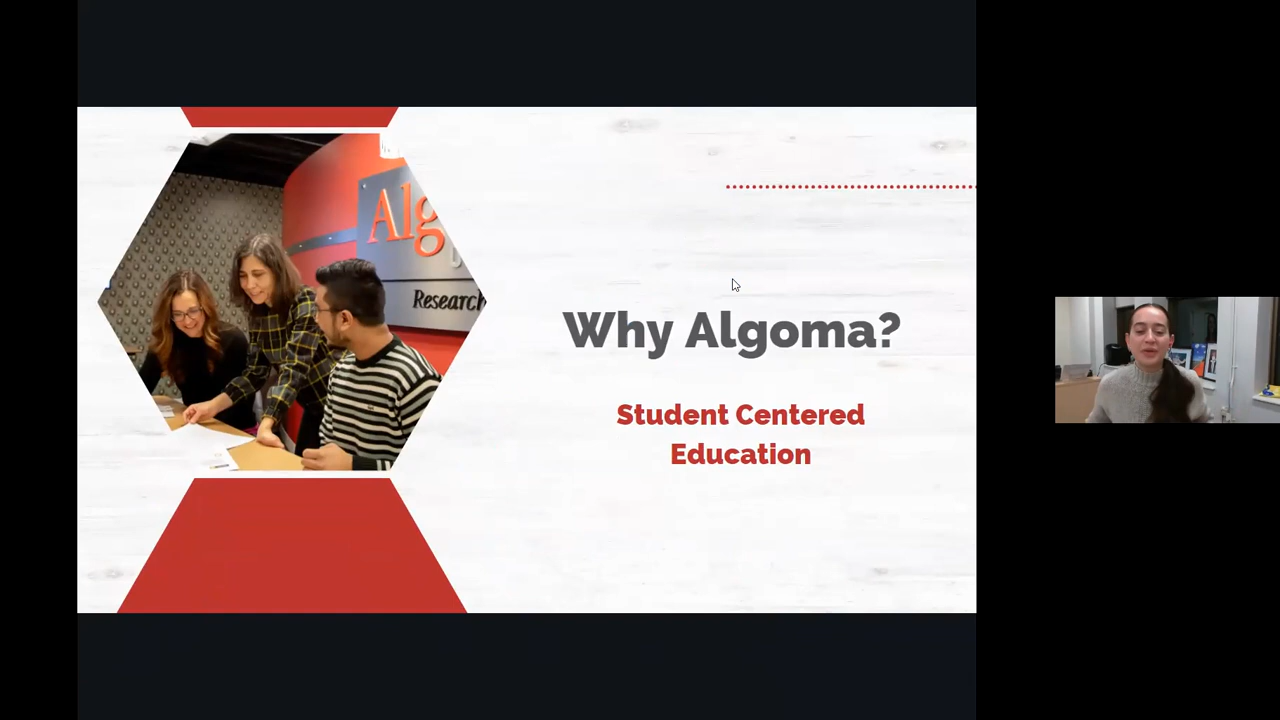 Alg
Research
Why Algoma?
Student Centered
Education